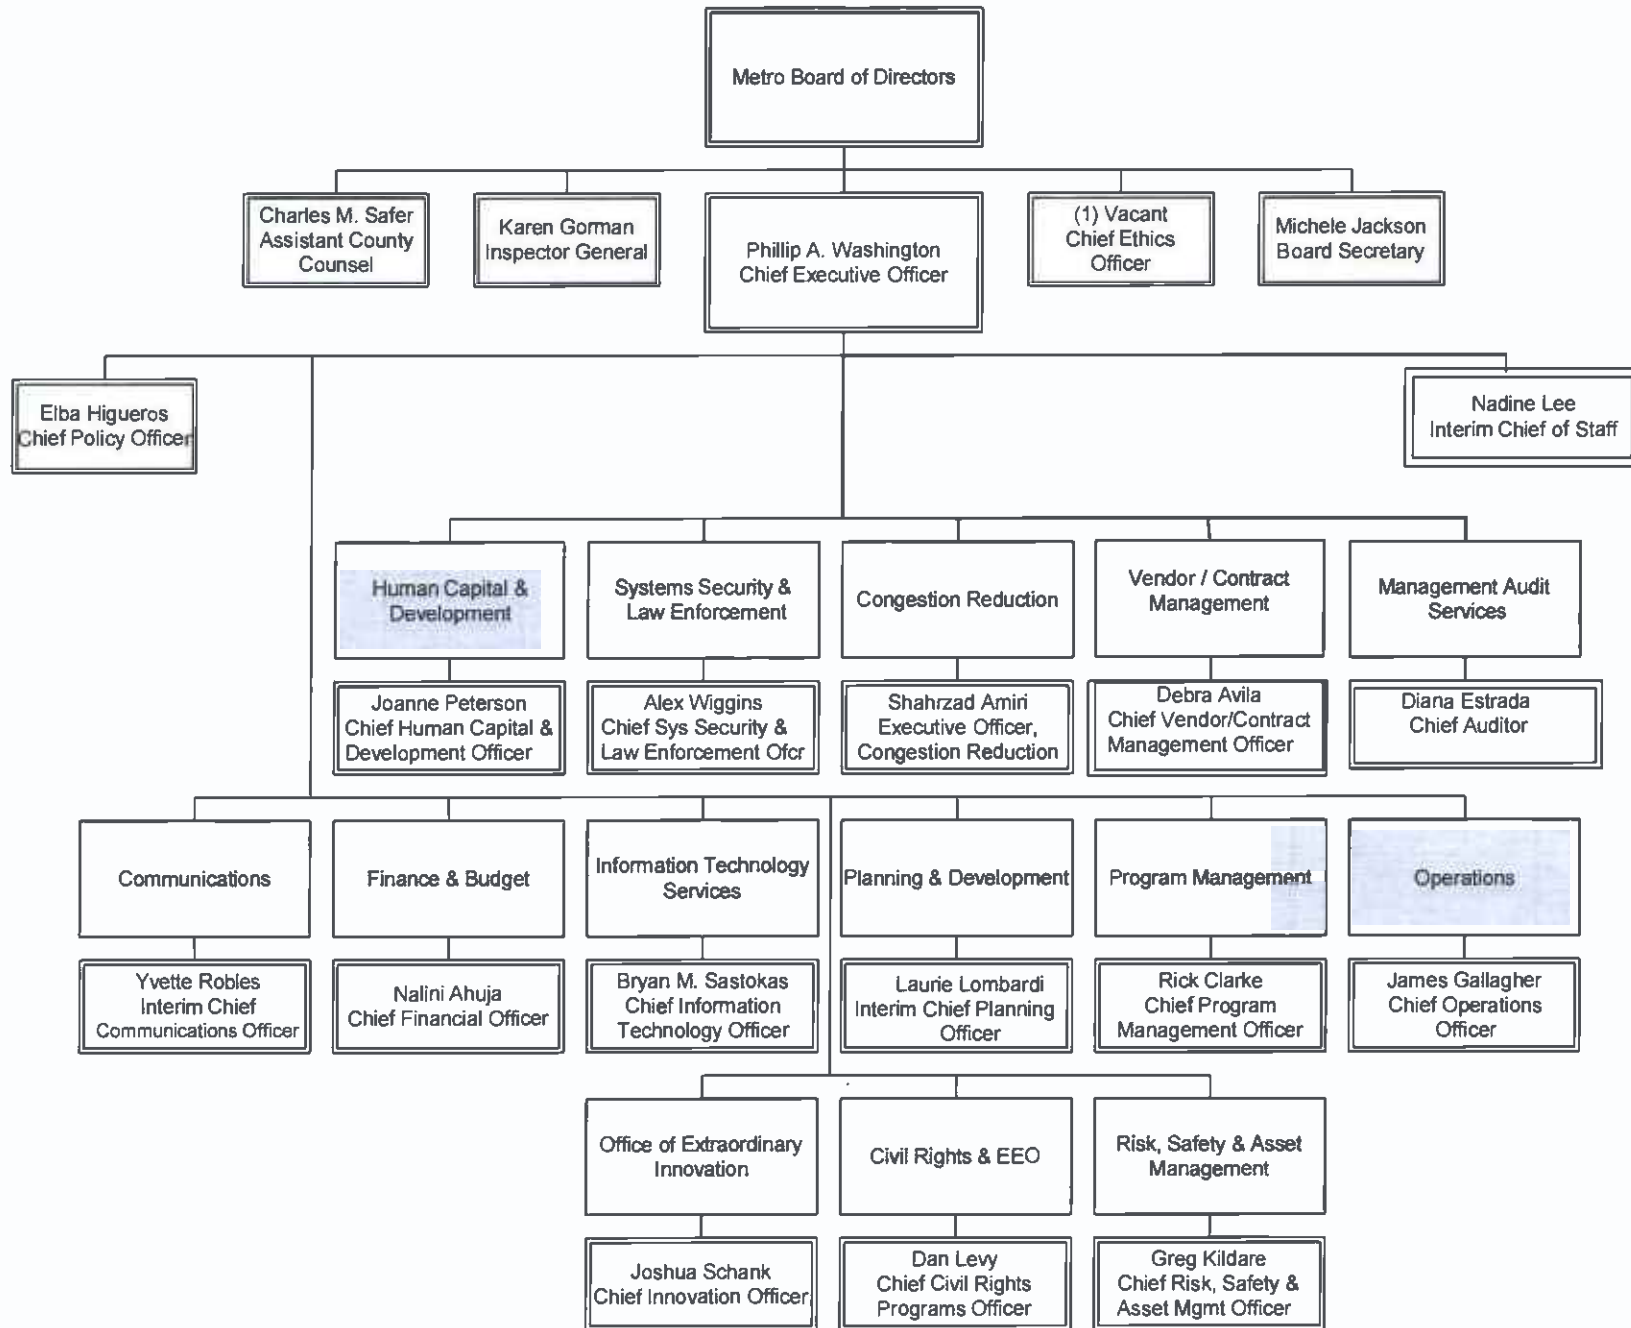 Metro Board of Directors
Charles M. Safer
Assistant County
Counsel
Karen Gorman
Inspector General
Phillip A. Washington
Chief Executive Officer
(1) Vacant
Chief Ethics
Officer
Michele Jackson
Board Secretary
Elba Higueros
Chief Policy Officer
Nadine Lee
Interim Chief of Staff
Human Capital &
Development
Systems Security &
Law Enforcement
Congestion Reduction
Vendor / Contract
Management
Management Audit
Services
Joanne Peterson
Chief Human Capital &
Development Officer
Alex Wiggins
Chief Sys Security &
Law Enforcement Ofcr
Shahrzad Amiri
Executive Officer,
Congestion Reduction
Debra Avila
Chief Vendor/Contract
Management Officer
Diana Estrada
Chief Auditor
Communications
Finance & Budget
Information Technology
Services
Planning & Development
Program Management
Operations
Yvette Robles
Interim Chief
Communications Officer
Nalini Ahuja
Chief Financial Officer
Bryan M. Sastokas
Chief Information
Technology Officer
Laurie Lombardi
Interim Chief Planning
Officer
Rick Clarke
Chief Program
Management Officer
James Gallagher
Chief Operations
Officer
Office of Extraordinary
Innovation
Civil Rights & EEO
Risk, Safety & Asset
Management
Joshua Schank
Chief Innovation Officer
Dan Levy
Chief Civil Rights
Programs Officer
Greg Kildare
Chief Risk, Safety &
Asset Mgmt Officer